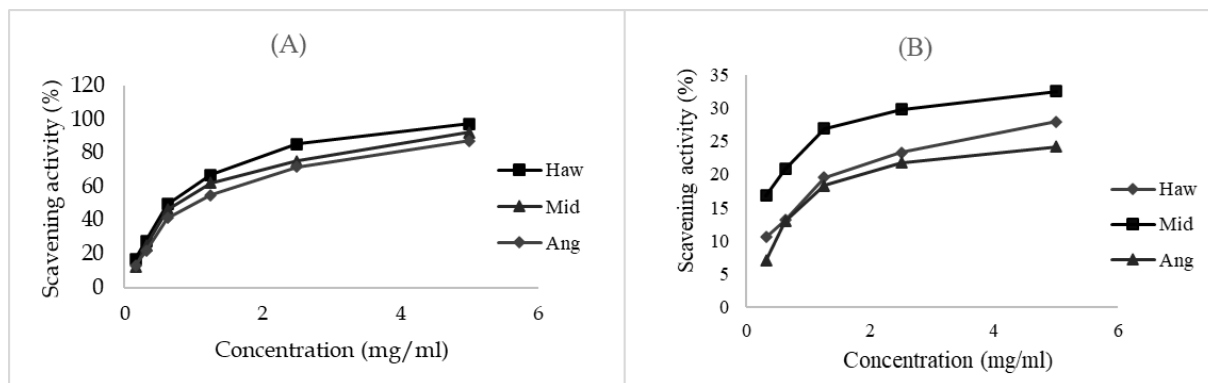 (A)
Scavening activity (%)
120
100
80
60
40
20
0
0 2 4 6
Concentration (mg/ml)
Haw
Mid
Ang
(B)
Scavening activity (%)
35
30
25
20
15
10
5
0
0 2 4 6
Concentration (mg/ml)
Haw
Mid
Ang